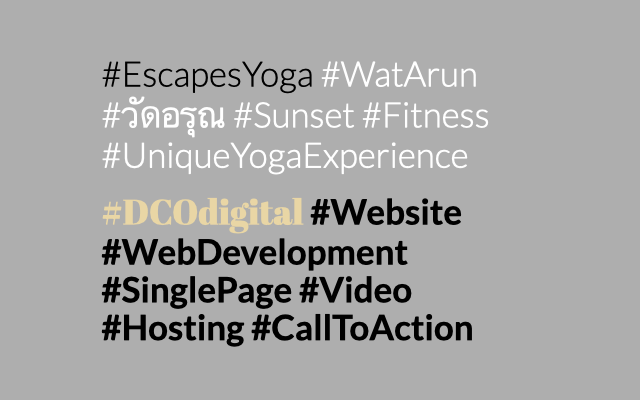 #EscapesYoga #WatArun
#วัดอรุณ #Sunset #Fitness
#UniqueYogaExperience
#DCOdigital #Website
#WebDevelopment
#SinglePage #Video
#Hosting #CallToAction